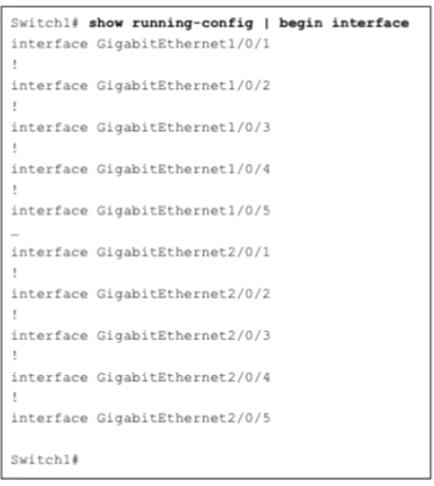 Switch1# show running-config | begin interface
interface GigabitEthernet1/0/1
!
interface GigabitEthernet1/0/2
!
interface GigabitEthernet1/0/3
!
interface GigabitEthernet1/0/4
!
interface GigabitEthernet1/0/5
_
interface GigabitEthernet2/0/1
!
interface GigabitEthernet2/0/2
!
interface GigabitEthernet2/0/3
!
interface GigabitEthernet2/0/4
!
interface GigabitEthernet2/0/5
Switch1#